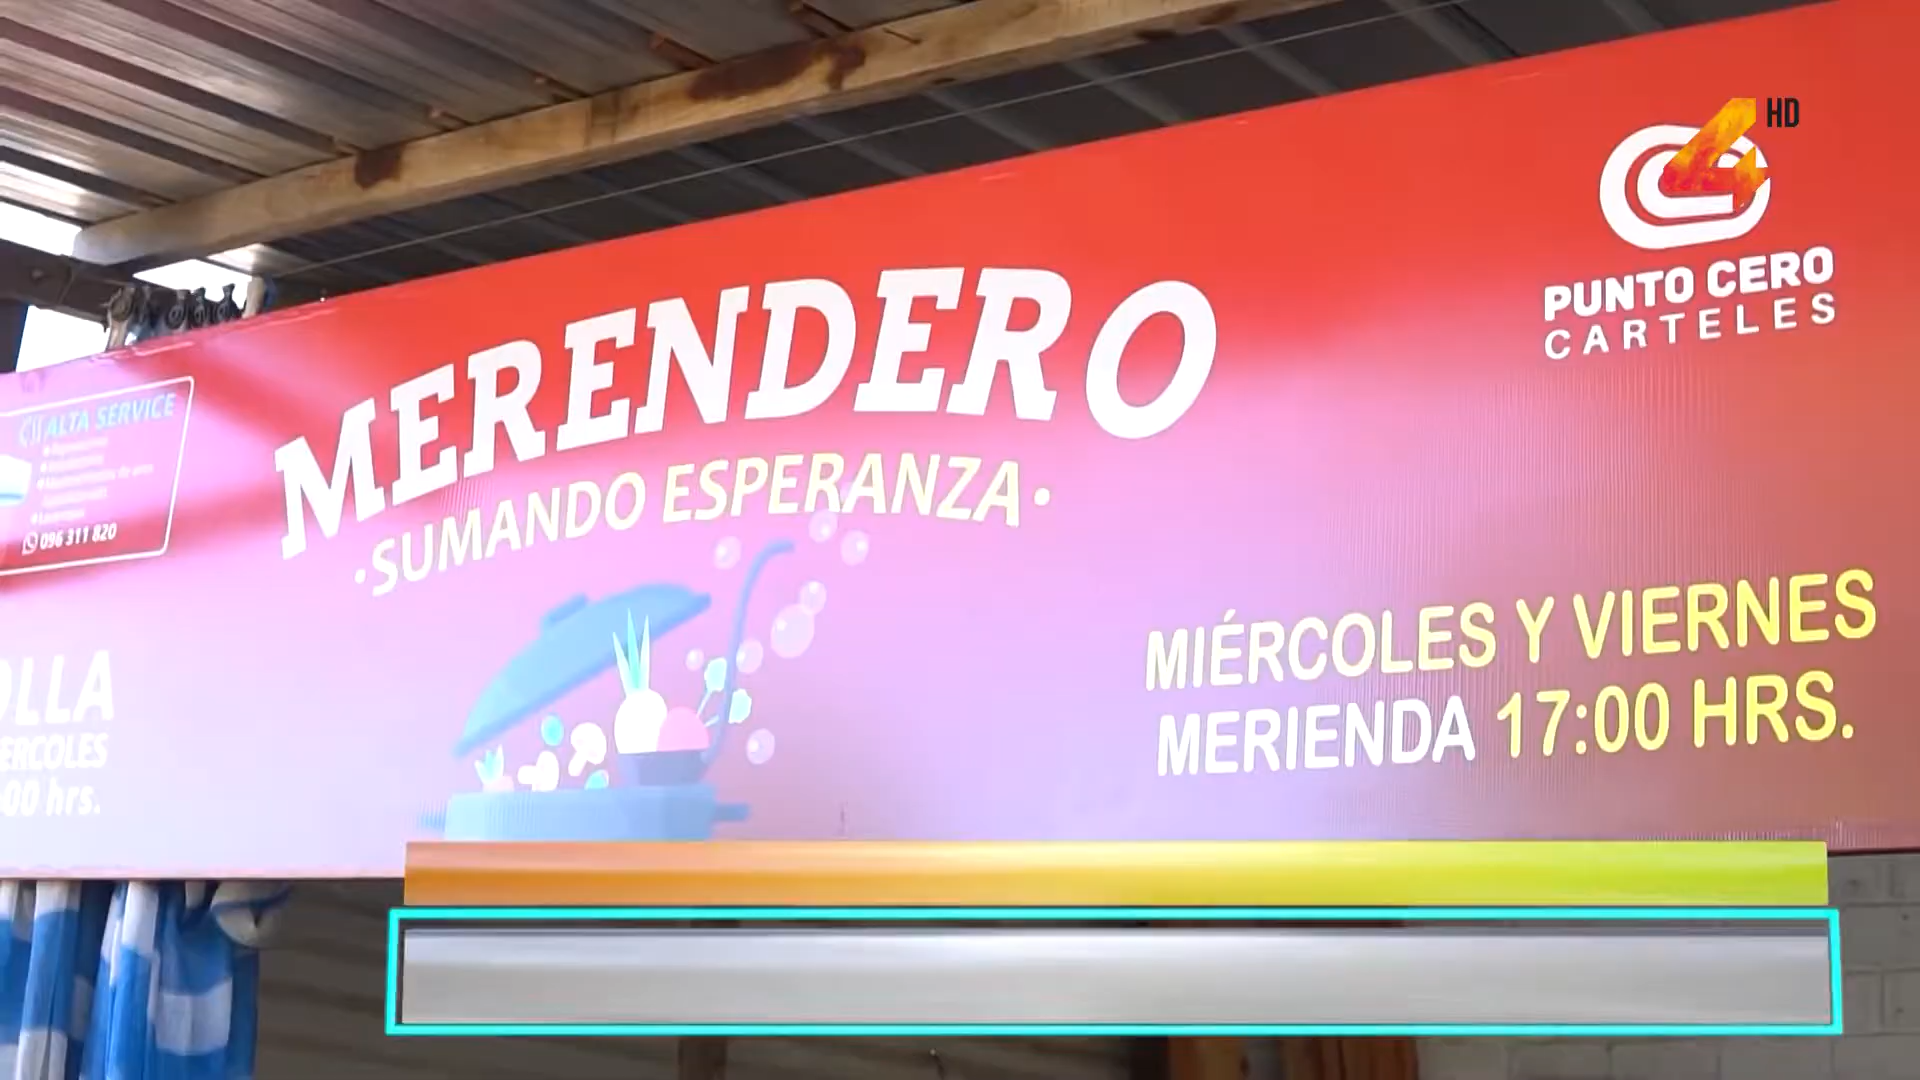 4 HD
PUNTO CERO
CARTELES
ALTA SERVICE
096 311 820
MERENDERO
·SUMANDO ESPERANZA·
OLLA
ERCOLES
00 hrs.
MIÉRCOLES Y VIERNES
MERIENDA 17:00 HRS.